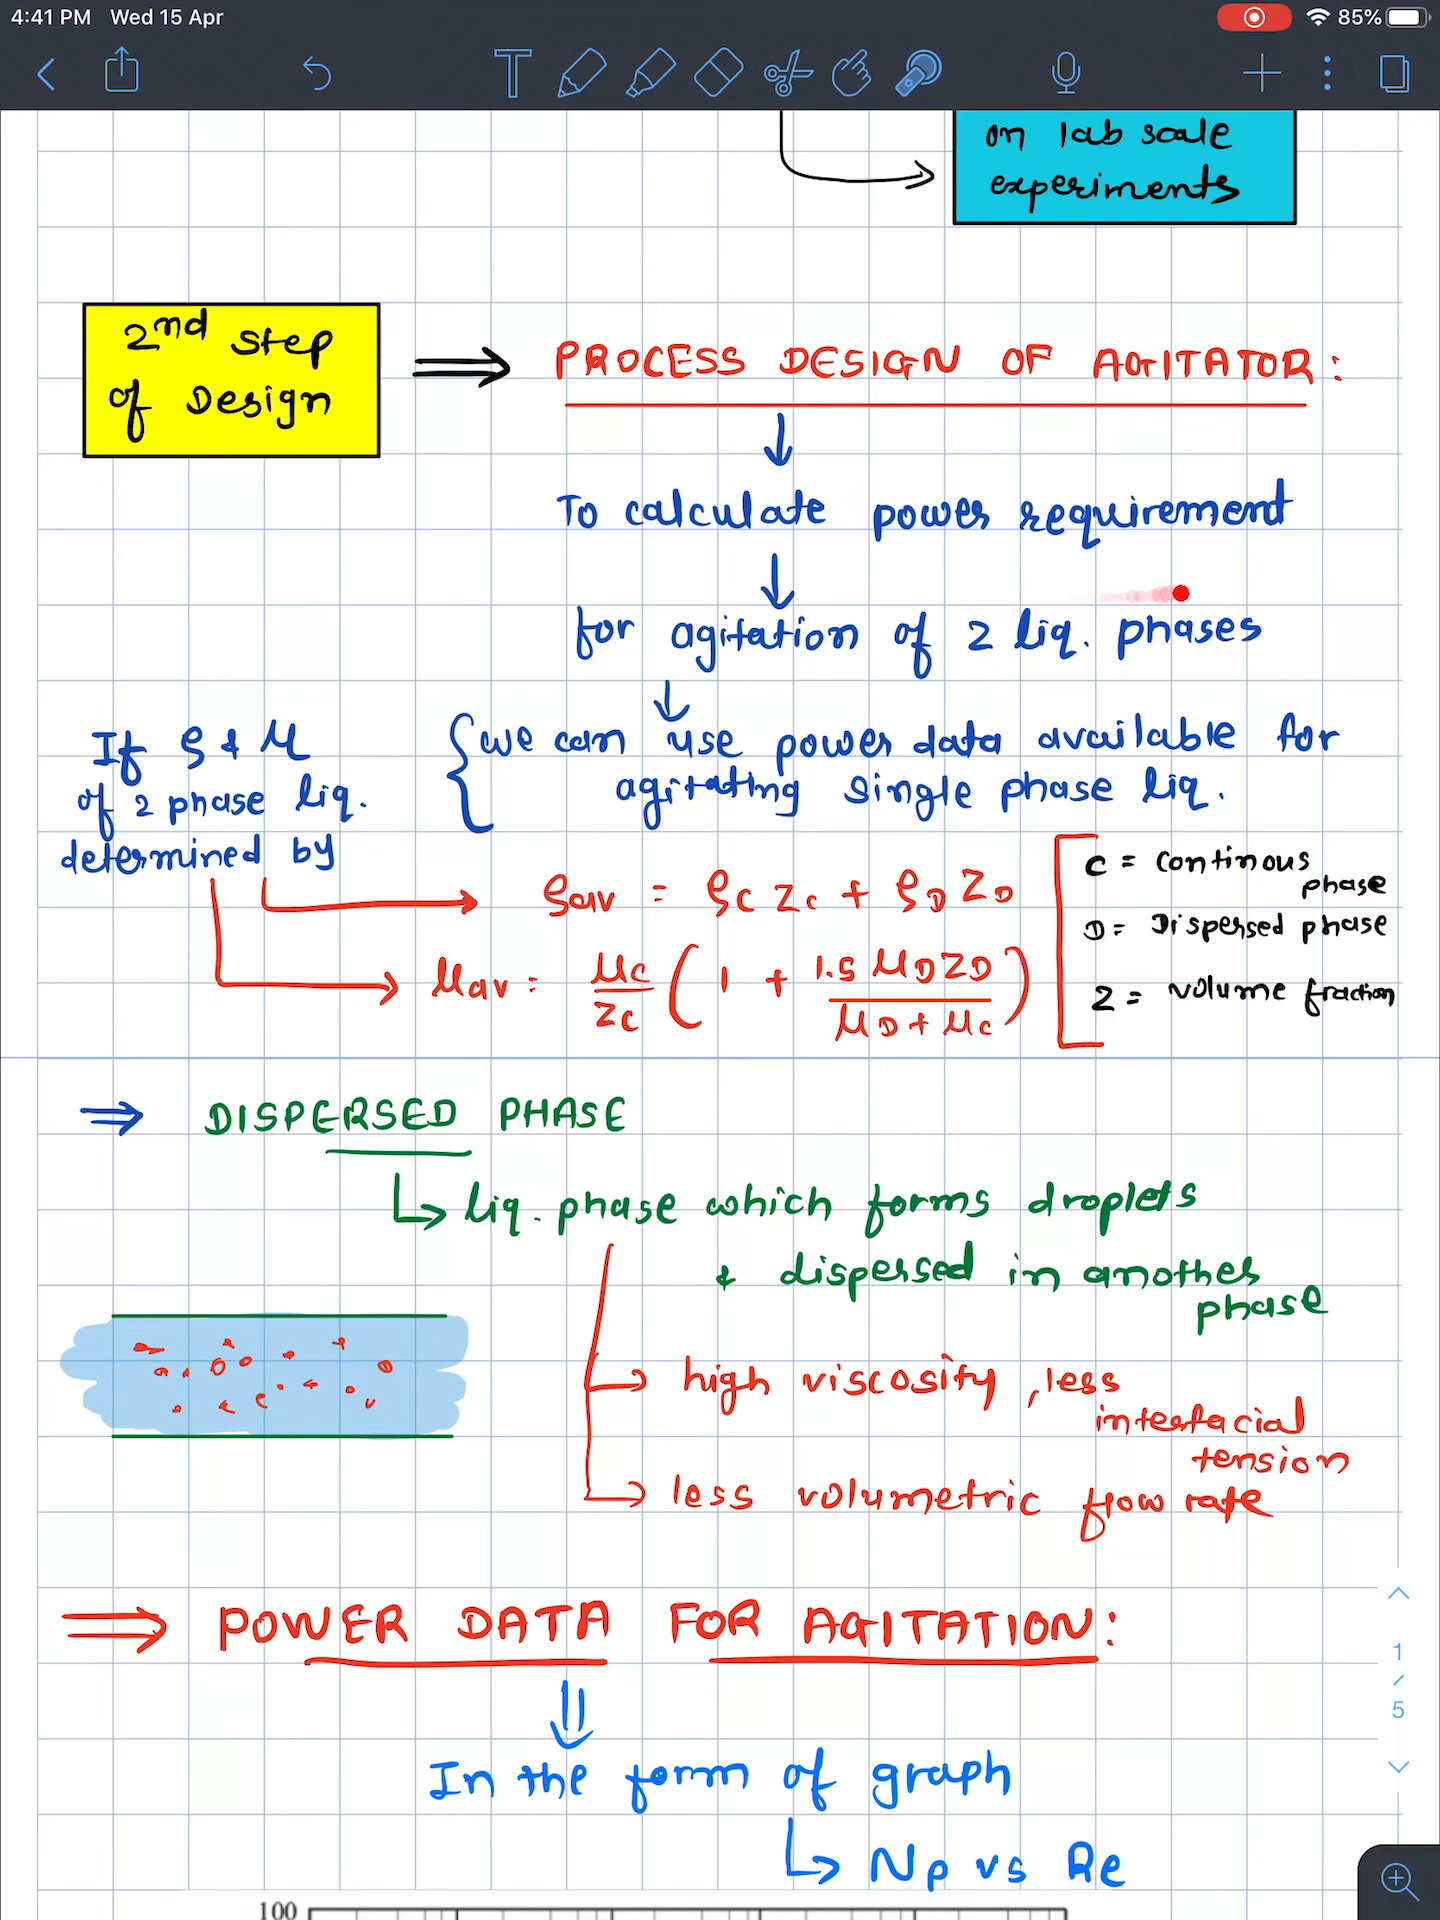 4:41 PM Wed 15 Apr
85%
on lab scale
experiments
2nd step
of Design
⇒ PROCESS DESIGN OF AGITATOR:
↓
To calculate power requirement
↓
for agitation of 2 liq. phases
↓
If ρ & μ
of 2 phase liq.
determined by
{we can use power data available for
agitating single phase liq.
ρav = ρc Zc + ρD ZD
μav = μc/Zc (1 + 1.5 μD ZD / μD + μc)
C = continous
phase
D = Dispersed phase
Z = volume fraction
⇒ DISPERSED PHASE
↳ liq. phase which forms droplets
& dispersed in another
phase
→ high viscosity, less
interfacial
tension
→ less volumetric flow rate
⇒ POWER DATA FOR AGITATION:
⇓
In the form of graph
↳ Np vs Re
1
/
5
100